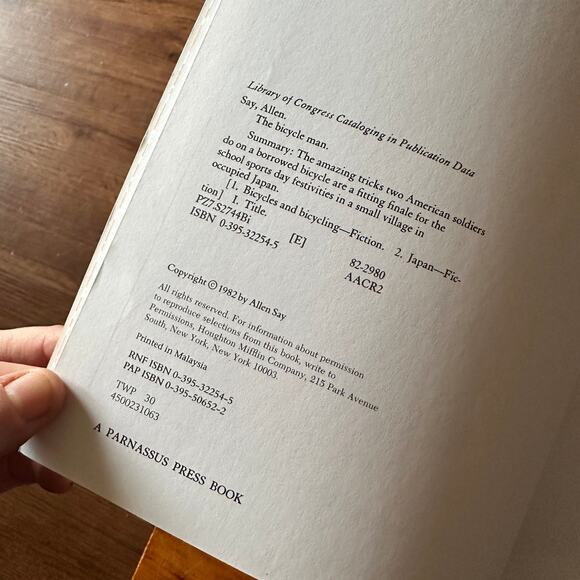 Library of Congress Cataloging in Publication Data
Say, Allen.
The bicycle man.
Summary: The amazing tricks two American soldiers
do on a borrowed bicycle are a fitting finale for the
school sports day festivities in a small village in
occupied Japan.
[1. Bicycles and bicycling—Fiction. 2. Japan—Fic-
tion] I. Title.
PZ7.S2744Bi [E] 82-2980
ISBN 0-395-32254-5 AACR2
Copyright © 1982 by Allen Say
All rights reserved. For information about permission
to reproduce selections from this book, write to
Permissions, Houghton Mifflin Company, 215 Park Avenue
South, New York, New York 10003.
Printed in Malaysia
RNF ISBN 0-395-32254-5
PAP ISBN 0-395-50652-2
TWP 30
4500231063
A PARNASSUS PRESS BOOK